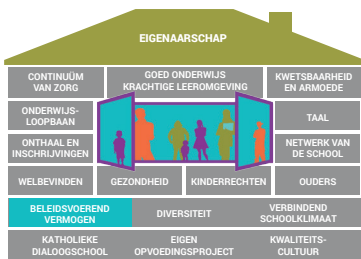 EIGENAARSCHAP
CONTINUÜM
VAN ZORG
GOED ONDERWIJS
KRACHTIGE LEEROMGEVING
KWETSBAARHEID
EN ARMOEDE
ONDERWIJS-
LOOPBAAN
TAAL
ONTHAAL EN
INSCHRIJVINGEN
NETWERK VAN
DE SCHOOL
WELBEVINDEN
GEZONDHEID
KINDERRECHTEN
OUDERS
BELEIDSVOEREND
VERMOGEN
DIVERSITEIT
VERBINDEND
SCHOOLKLIMAAT
KATHOLIEKE
DIALOOGSCHOOL
EIGEN
OPVOEDINGSPROJECT
KWALITEITS-
CULTUUR